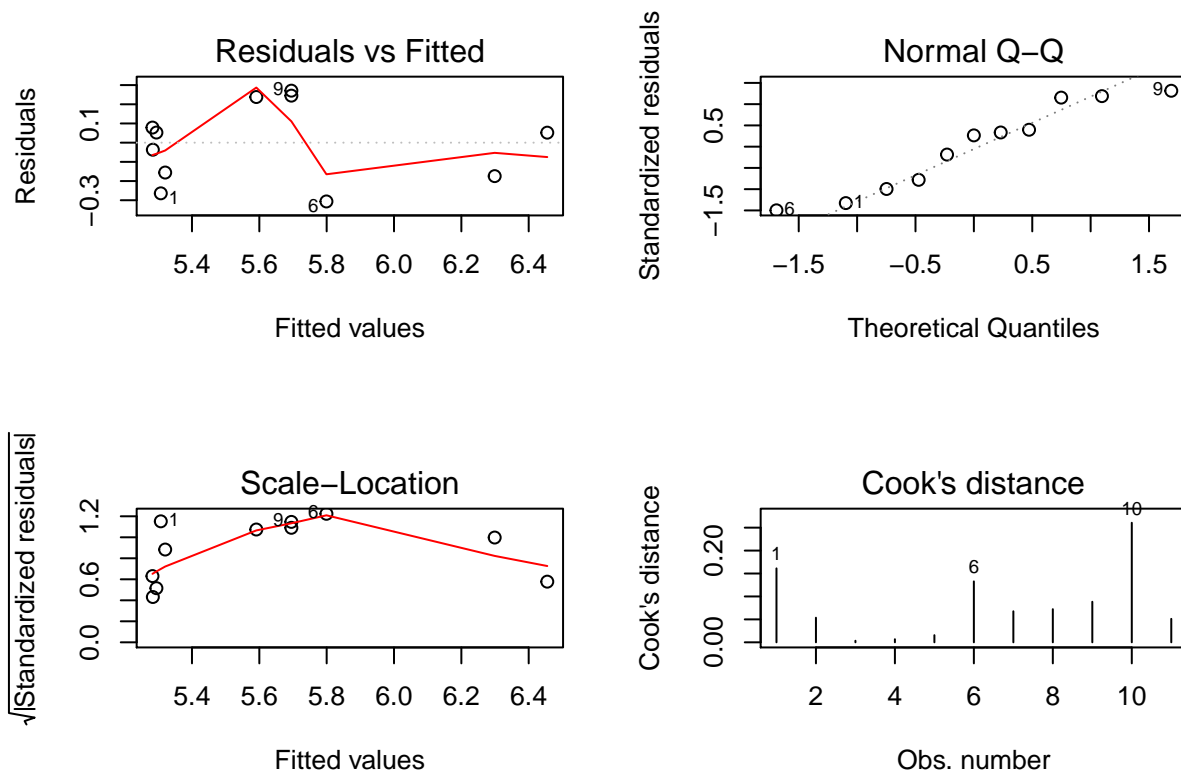 Residuals vs Fitted
Residuals
0.1
−0.3
9
1
6
5.4 5.6 5.8 6.0 6.2 6.4
Fitted values
Normal Q−Q
Standardized residuals
0.5
−1.5
9
1
6
−1.5 −0.5 0.5 1.5
Theoretical Quantiles
Scale−Location
√|Standardized residuals|
1.2
0.6
0.0
1
9
6
5.4 5.6 5.8 6.0 6.2 6.4
Fitted values
Cook's distance
Cook's distance
0.20
0.00
1
6
10
2 4 6 8 10
Obs. number